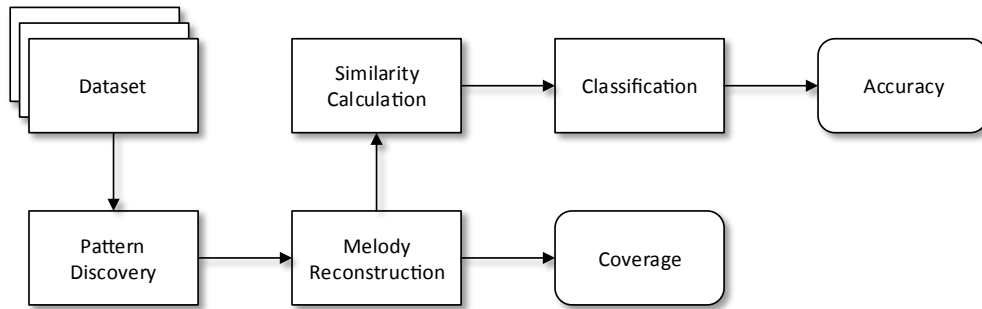 Dataset
Similarity
Calculation
Classification
Accuracy
Pattern
Discovery
Melody
Reconstruction
Coverage